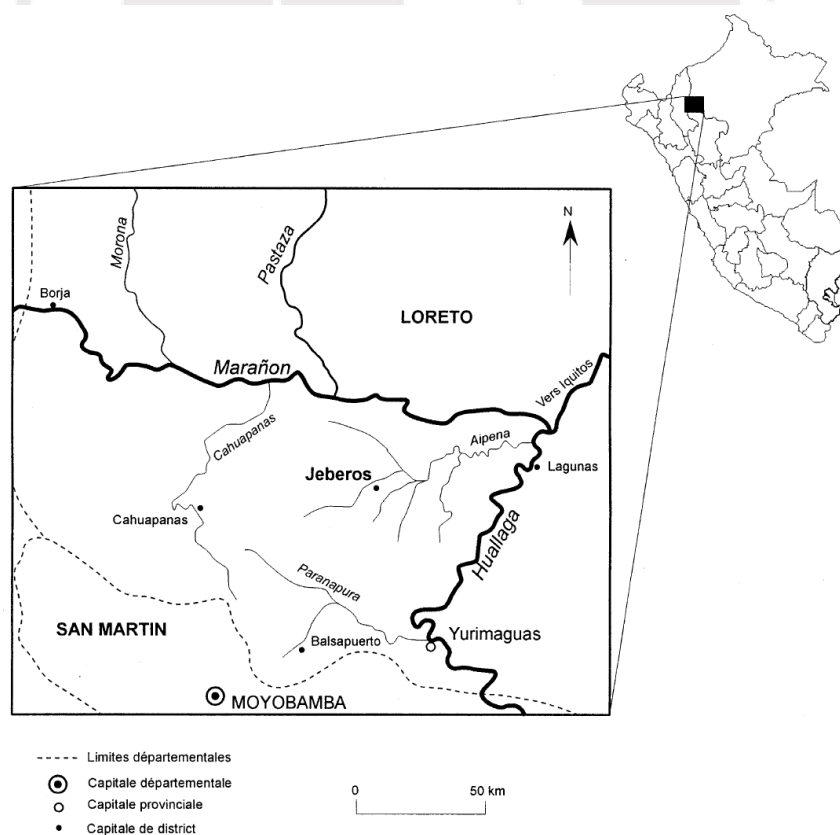 N
Morona
Pastaza
Borja
LORETO
Marañon
Vers Iquitos
Cahuapanas
Aipena
Jeberos
Lagunas
Cahuapanas
Huallaga
Paranapura
SAN MARTIN
Balsapuerto
Yurimaguas
MOYOBAMBA
Limites départementales
Capitale départementale
Capitale provinciale
Capitale de district
0 50 km